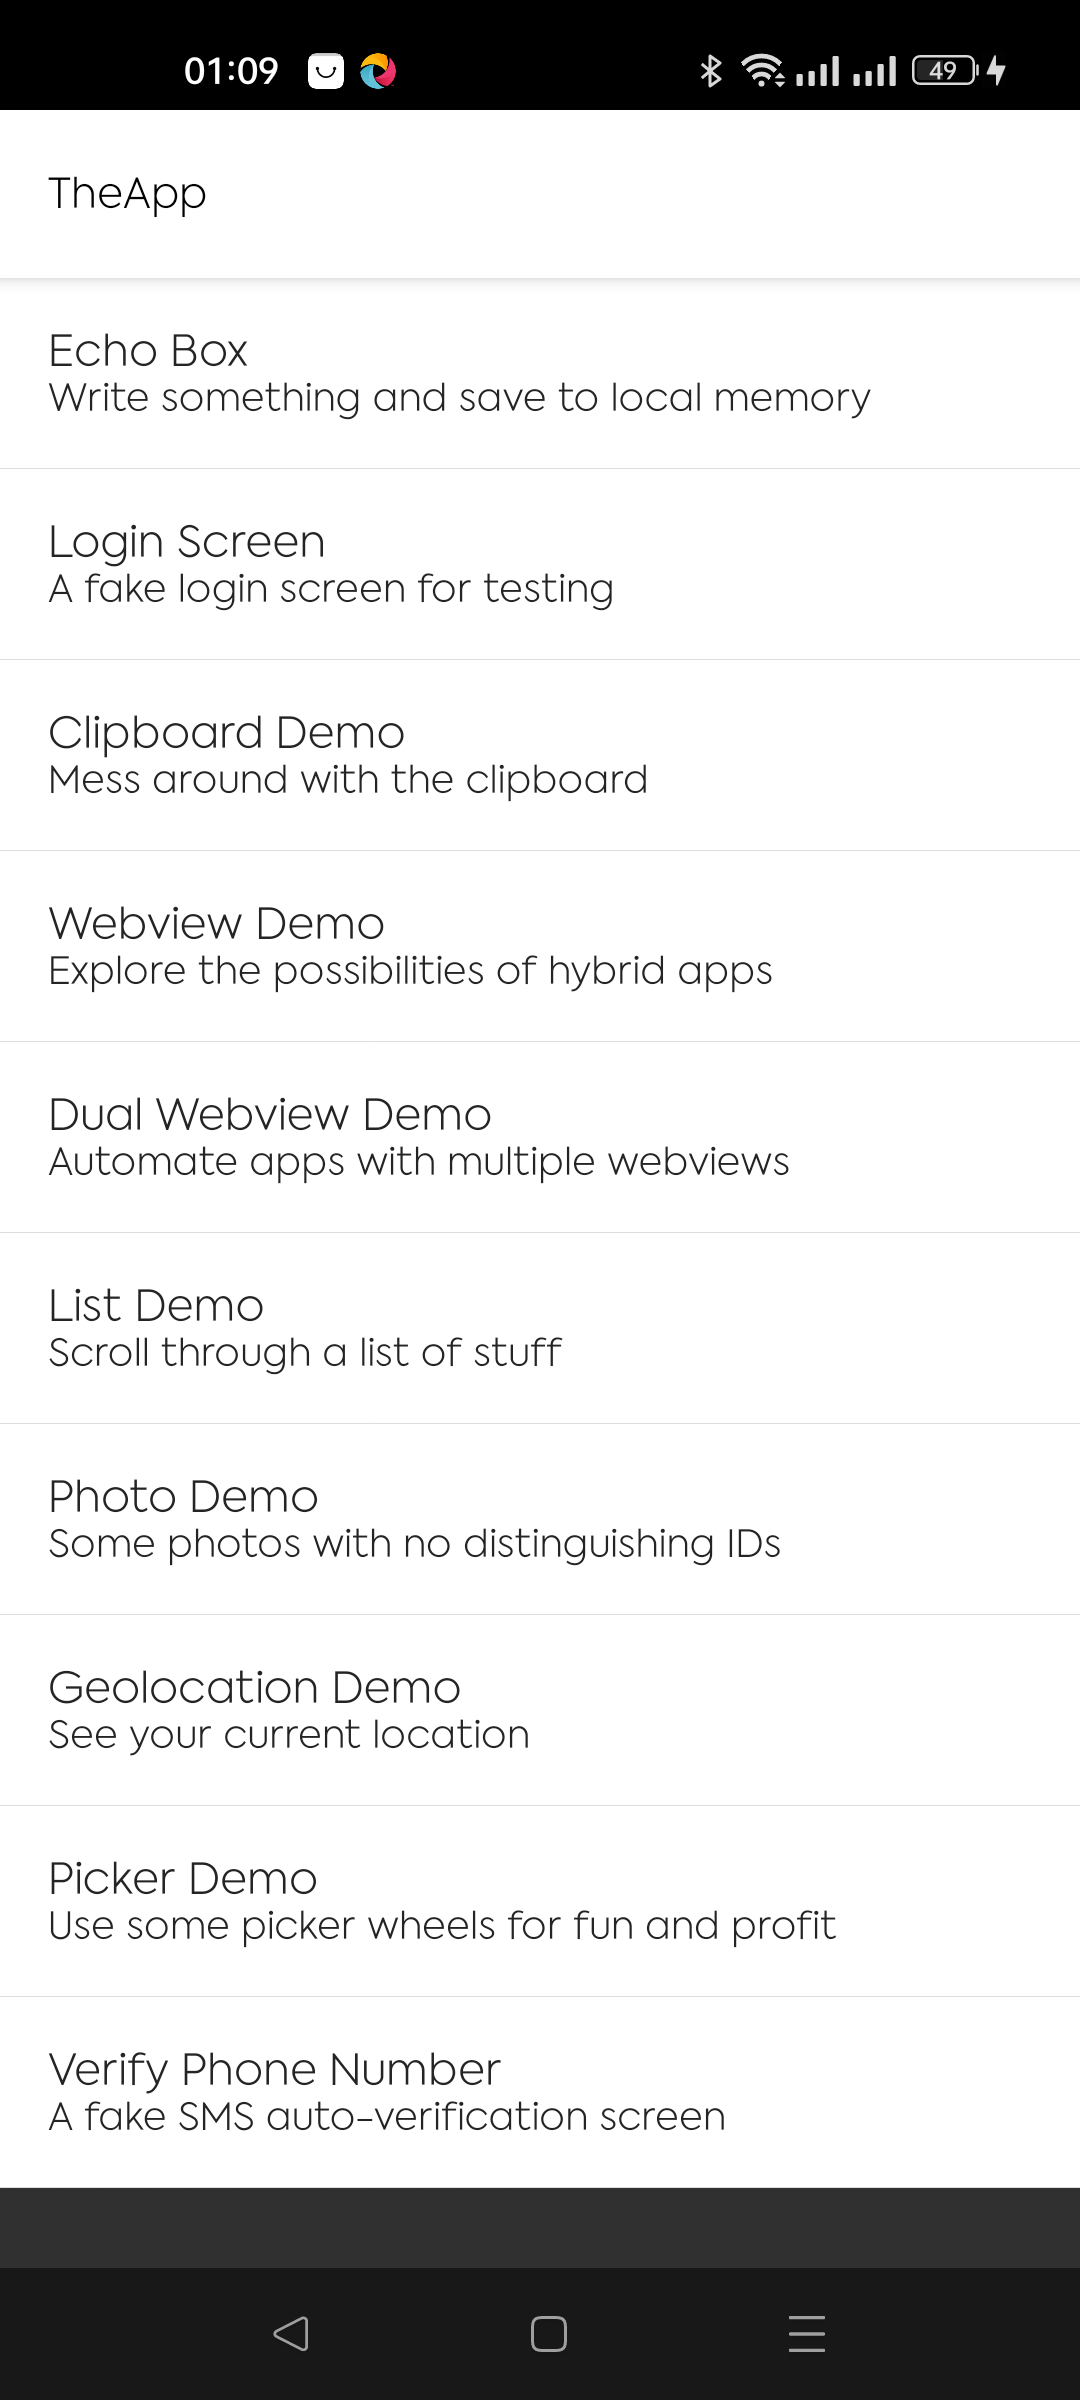 01:09
49
TheApp
Echo Box
Write something and save to local memory
Login Screen
A fake login screen for testing
Clipboard Demo
Mess around with the clipboard
Webview Demo
Explore the possibilities of hybrid apps
Dual Webview Demo
Automate apps with multiple webviews
List Demo
Scroll through a list of stuff
Photo Demo
Some photos with no distinguishing IDs
Geolocation Demo
See your current location
Picker Demo
Use some picker wheels for fun and profit
Verify Phone Number
A fake SMS auto-verification screen